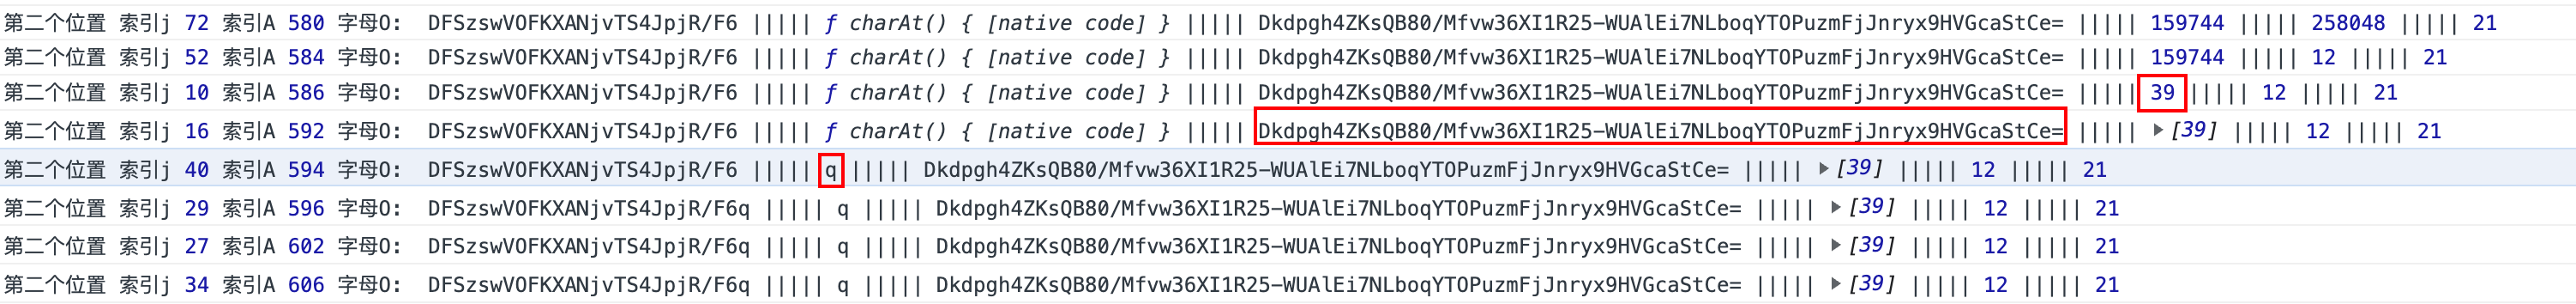 第二个位置 索引j 72 索引A 580 字母O: DFSzswVOFKXANjvTS4JpjR/F6 ||||| ƒ charAt() { [native code] } ||||| Dkdpgh4ZKsQB80/Mfvw36XI1R25-WUAlEi7NLboqYTOPuzmFjJnryx9HVGcaStCe= ||||| 159744 ||||| 258048 ||||| 21
第二个位置 索引j 52 索引A 584 字母O: DFSzswVOFKXANjvTS4JpjR/F6 ||||| ƒ charAt() { [native code] } ||||| Dkdpgh4ZKsQB80/Mfvw36XI1R25-WUAlEi7NLboqYTOPuzmFjJnryx9HVGcaStCe= ||||| 159744 ||||| 12 ||||| 21
第二个位置 索引j 10 索引A 586 字母O: DFSzswVOFKXANjvTS4JpjR/F6 ||||| ƒ charAt() { [native code] } ||||| Dkdpgh4ZKsQB80/Mfvw36XI1R25-WUAlEi7NLboqYTOPuzmFjJnryx9HVGcaStCe= ||||| 39 ||||| 12 ||||| 21
第二个位置 索引j 16 索引A 592 字母O: DFSzswVOFKXANjvTS4JpjR/F6 ||||| ƒ charAt() { [native code] } ||||| Dkdpgh4ZKsQB80/Mfvw36XI1R25-WUAlEi7NLboqYTOPuzmFjJnryx9HVGcaStCe= ||||| ▶[39] ||||| 12 ||||| 21
第二个位置 索引j 40 索引A 594 字母O: DFSzswVOFKXANjvTS4JpjR/F6 ||||| q ||||| Dkdpgh4ZKsQB80/Mfvw36XI1R25-WUAlEi7NLboqYTOPuzmFjJnryx9HVGcaStCe= ||||| ▶[39] ||||| 12 ||||| 21
第二个位置 索引j 29 索引A 596 字母O: DFSzswVOFKXANjvTS4JpjR/F6q ||||| q ||||| Dkdpgh4ZKsQB80/Mfvw36XI1R25-WUAlEi7NLboqYTOPuzmFjJnryx9HVGcaStCe= ||||| ▶[39] ||||| 12 ||||| 21
第二个位置 索引j 27 索引A 602 字母O: DFSzswVOFKXANjvTS4JpjR/F6q ||||| q ||||| Dkdpgh4ZKsQB80/Mfvw36XI1R25-WUAlEi7NLboqYTOPuzmFjJnryx9HVGcaStCe= ||||| ▶[39] ||||| 12 ||||| 21
第二个位置 索引j 34 索引A 606 字母O: DFSzswVOFKXANjvTS4JpjR/F6q ||||| q ||||| Dkdpgh4ZKsQB80/Mfvw36XI1R25-WUAlEi7NLboqYTOPuzmFjJnryx9HVGcaStCe= ||||| ▶[39] ||||| 12 ||||| 21